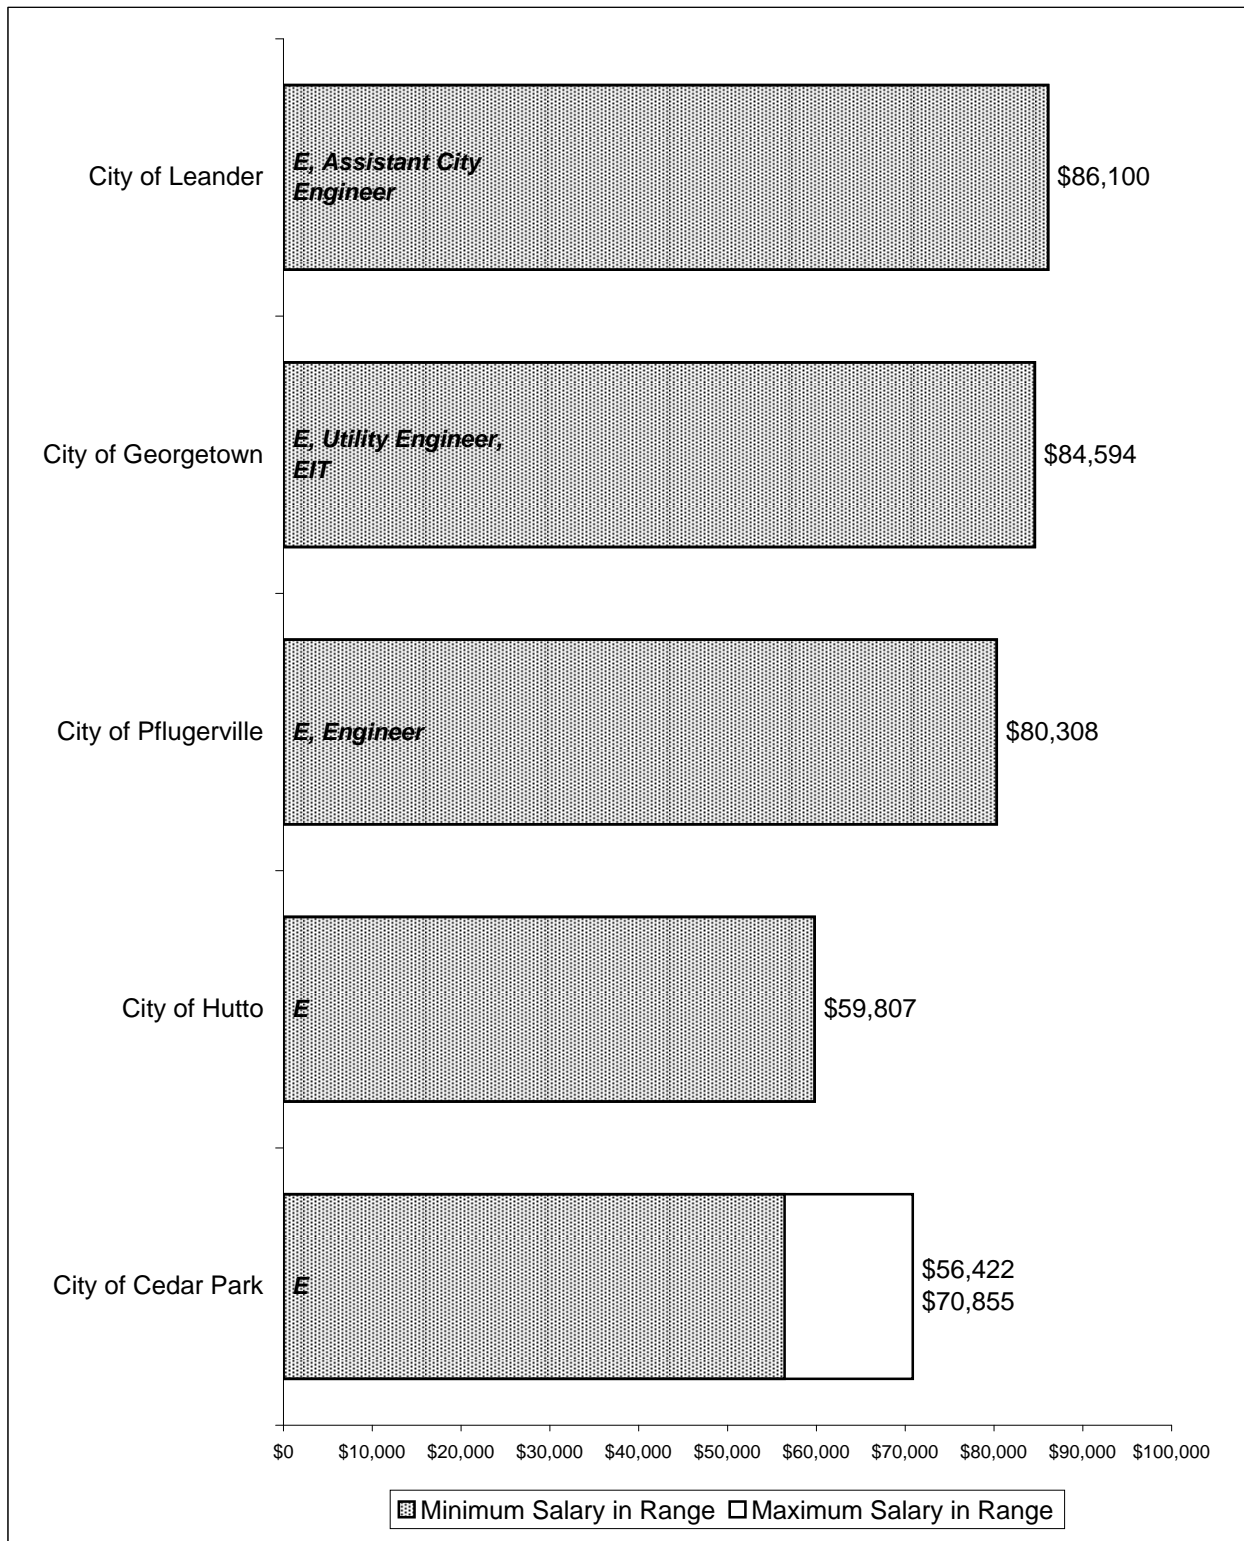 City of Leander
E, Assistant City
Engineer
$86,100
City of Georgetown
E, Utility Engineer,
EIT
$84,594
City of Pflugerville
E, Engineer
$80,308
City of Hutto
E
$59,807
City of Cedar Park
E
$56,422
$70,855
$0 $10,000 $20,000 $30,000 $40,000 $50,000 $60,000 $70,000 $80,000 $90,000 $100,000
Minimum Salary in Range Maximum Salary in Range